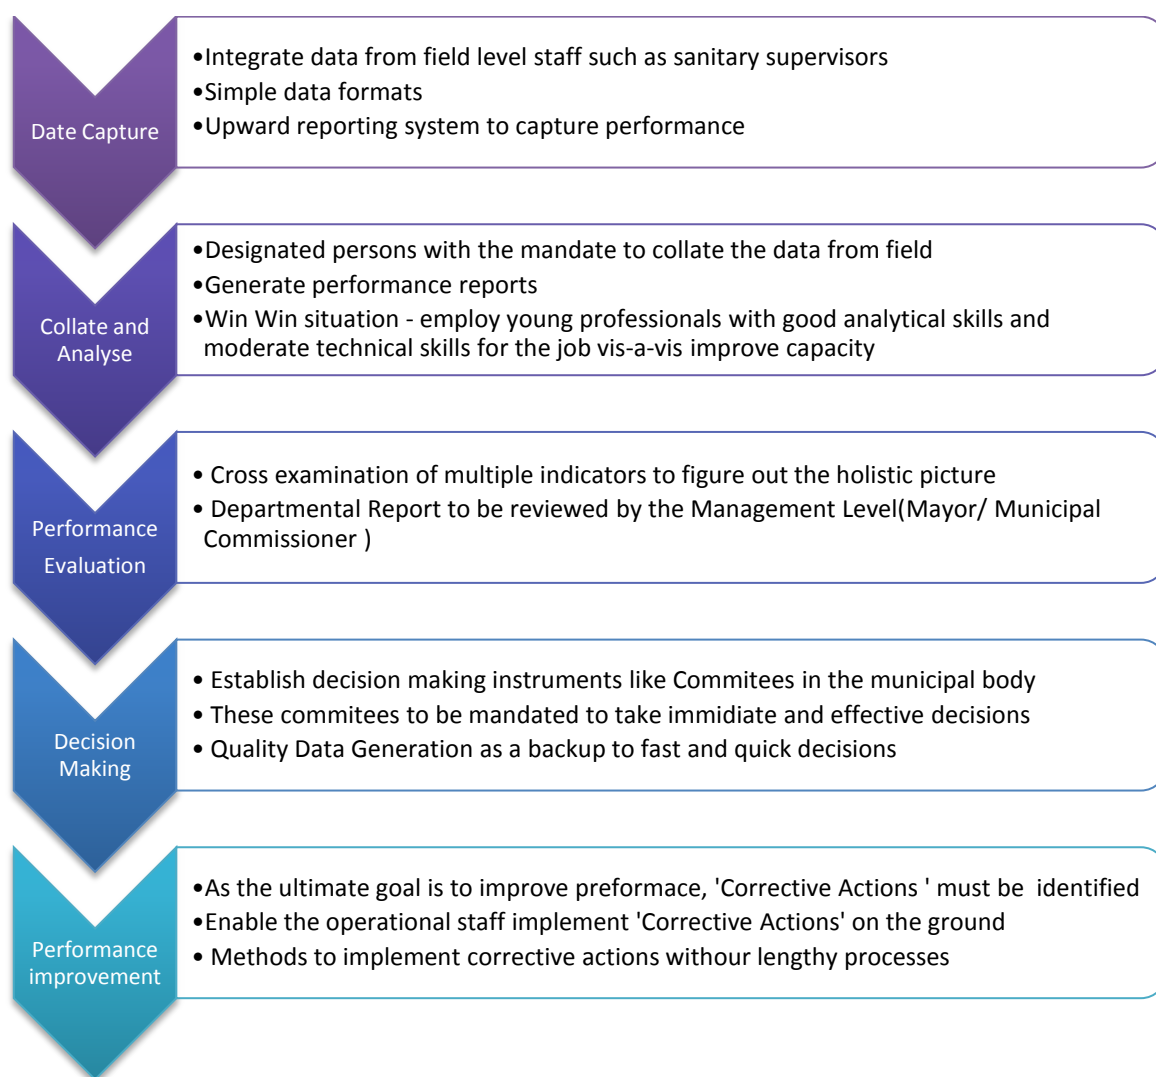 Date Capture
•Integrate data from field level staff such as sanitary supervisors
•Simple data formats
•Upward reporting system to capture performance
Collate and
Analyse
•Designated persons with the mandate to collate the data from field
•Generate performance reports
•Win Win situation - employ young professionals with good analytical skills and
moderate technical skills for the job vis-a-vis improve capacity
Performance
Evaluation
• Cross examination of multiple indicators to figure out the holistic picture
• Departmental Report to be reviewed by the Management Level(Mayor/ Municipal
Commissioner )
Decision
Making
• Establish decision making instruments like Commitees in the municipal body
• These commitees to be mandated to take immidiate and effective decisions
• Quality Data Generation as a backup to fast and quick decisions
Performance
improvement
•As the ultimate goal is to improve preformace, 'Corrective Actions ' must be identified
•Enable the operational staff implement 'Corrective Actions' on the ground
• Methods to implement corrective actions withour lengthy processes